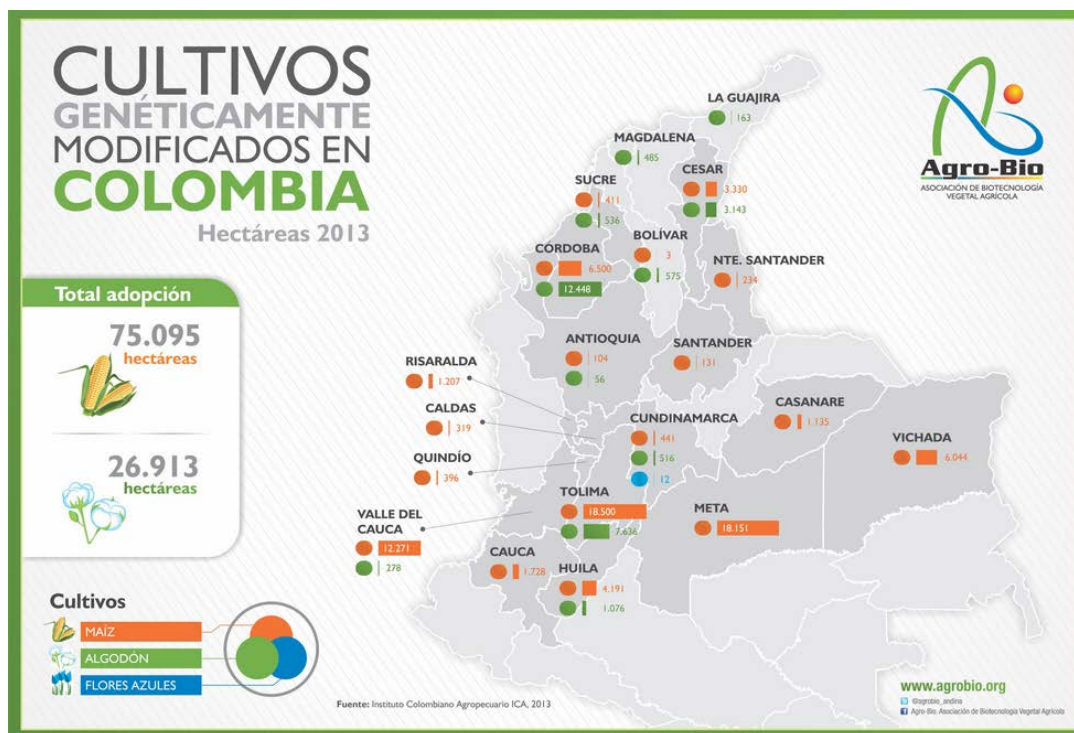 CULTIVOS
GENÉTICAMENTE
MODIFICADOS EN
COLOMBIA
Hectáreas 2013
Agro-Bio
ASOCIACIÓN DE BIOTECNOLOGÍA
VEGETAL AGRÍCOLA
Total adopción
75.095
hectáreas
26.913
hectáreas
LA GUAJIRA
163
MAGDALENA
485
CESAR
3.330
3.143
SUCRE
411
536
BOLÍVAR
3
575
CÓRDOBA
6.500
12.448
NTE. SANTANDER
234
ANTIOQUIA
104
56
SANTANDER
131
RISARALDA
1.207
CALDAS
319
QUINDÍO
396
CUNDINAMARCA
441
516
12
CASANARE
1.135
VICHADA
6.044
TOLIMA
18.500
7.636
META
18.151
VALLE DEL
CAUCA
12.271
278
CAUCA
1.728
HUILA
4.191
1.076
Cultivos
MAÍZ
ALGODÓN
FLORES AZULES
Fuente: Instituto Colombiano Agropecuario ICA, 2013
www.agrobio.org
@agrobio_andina
Agro-Bio. Asociación de Biotecnología Vegetal Agrícola